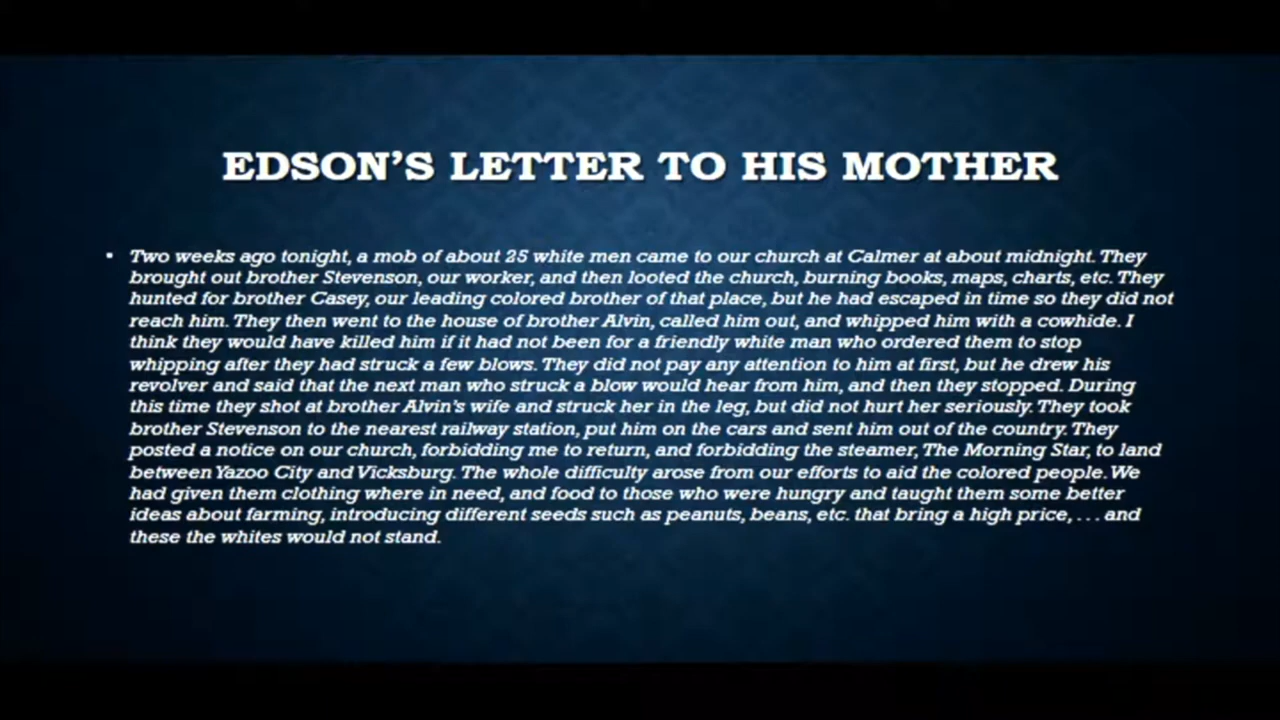 EDSON'S LETTER TO HIS MOTHER
• Two weeks ago tonight, a mob of about 25 white men came to our church at Calmer at about midnight. They
brought out brother Stevenson, our worker, and then looted the church, burning books, maps, charts, etc. They
hunted for brother Casey, our leading colored brother of that place, but he had escaped in time so they did not
reach him. They then went to the house of brother Alvin, called him out, and whipped him with a cowhide. I
think they would have killed him if it had not been for a friendly white man who ordered them to stop
whipping after they had struck a few blows. They did not pay any attention to him at first, but he drew his
revolver and said that the next man who struck a blow would hear from him, and then they stopped. During
this time they shot at brother Alvin's wife and struck her in the leg, but did not hurt her seriously. They took
brother Stevenson to the nearest railway station, put him on the cars and sent him out of the country. They
posted a notice on our church, forbidding me to return, and forbidding the steamer, The Morning Star, to land
between Yazoo City and Vicksburg. The whole difficulty arose from our efforts to aid the colored people. We
had given them clothing where in need, and food to those who were hungry and taught them some better
ideas about farming, introducing different seeds such as peanuts, beans, etc. that bring a high price, . . . and
these the whites would not stand.